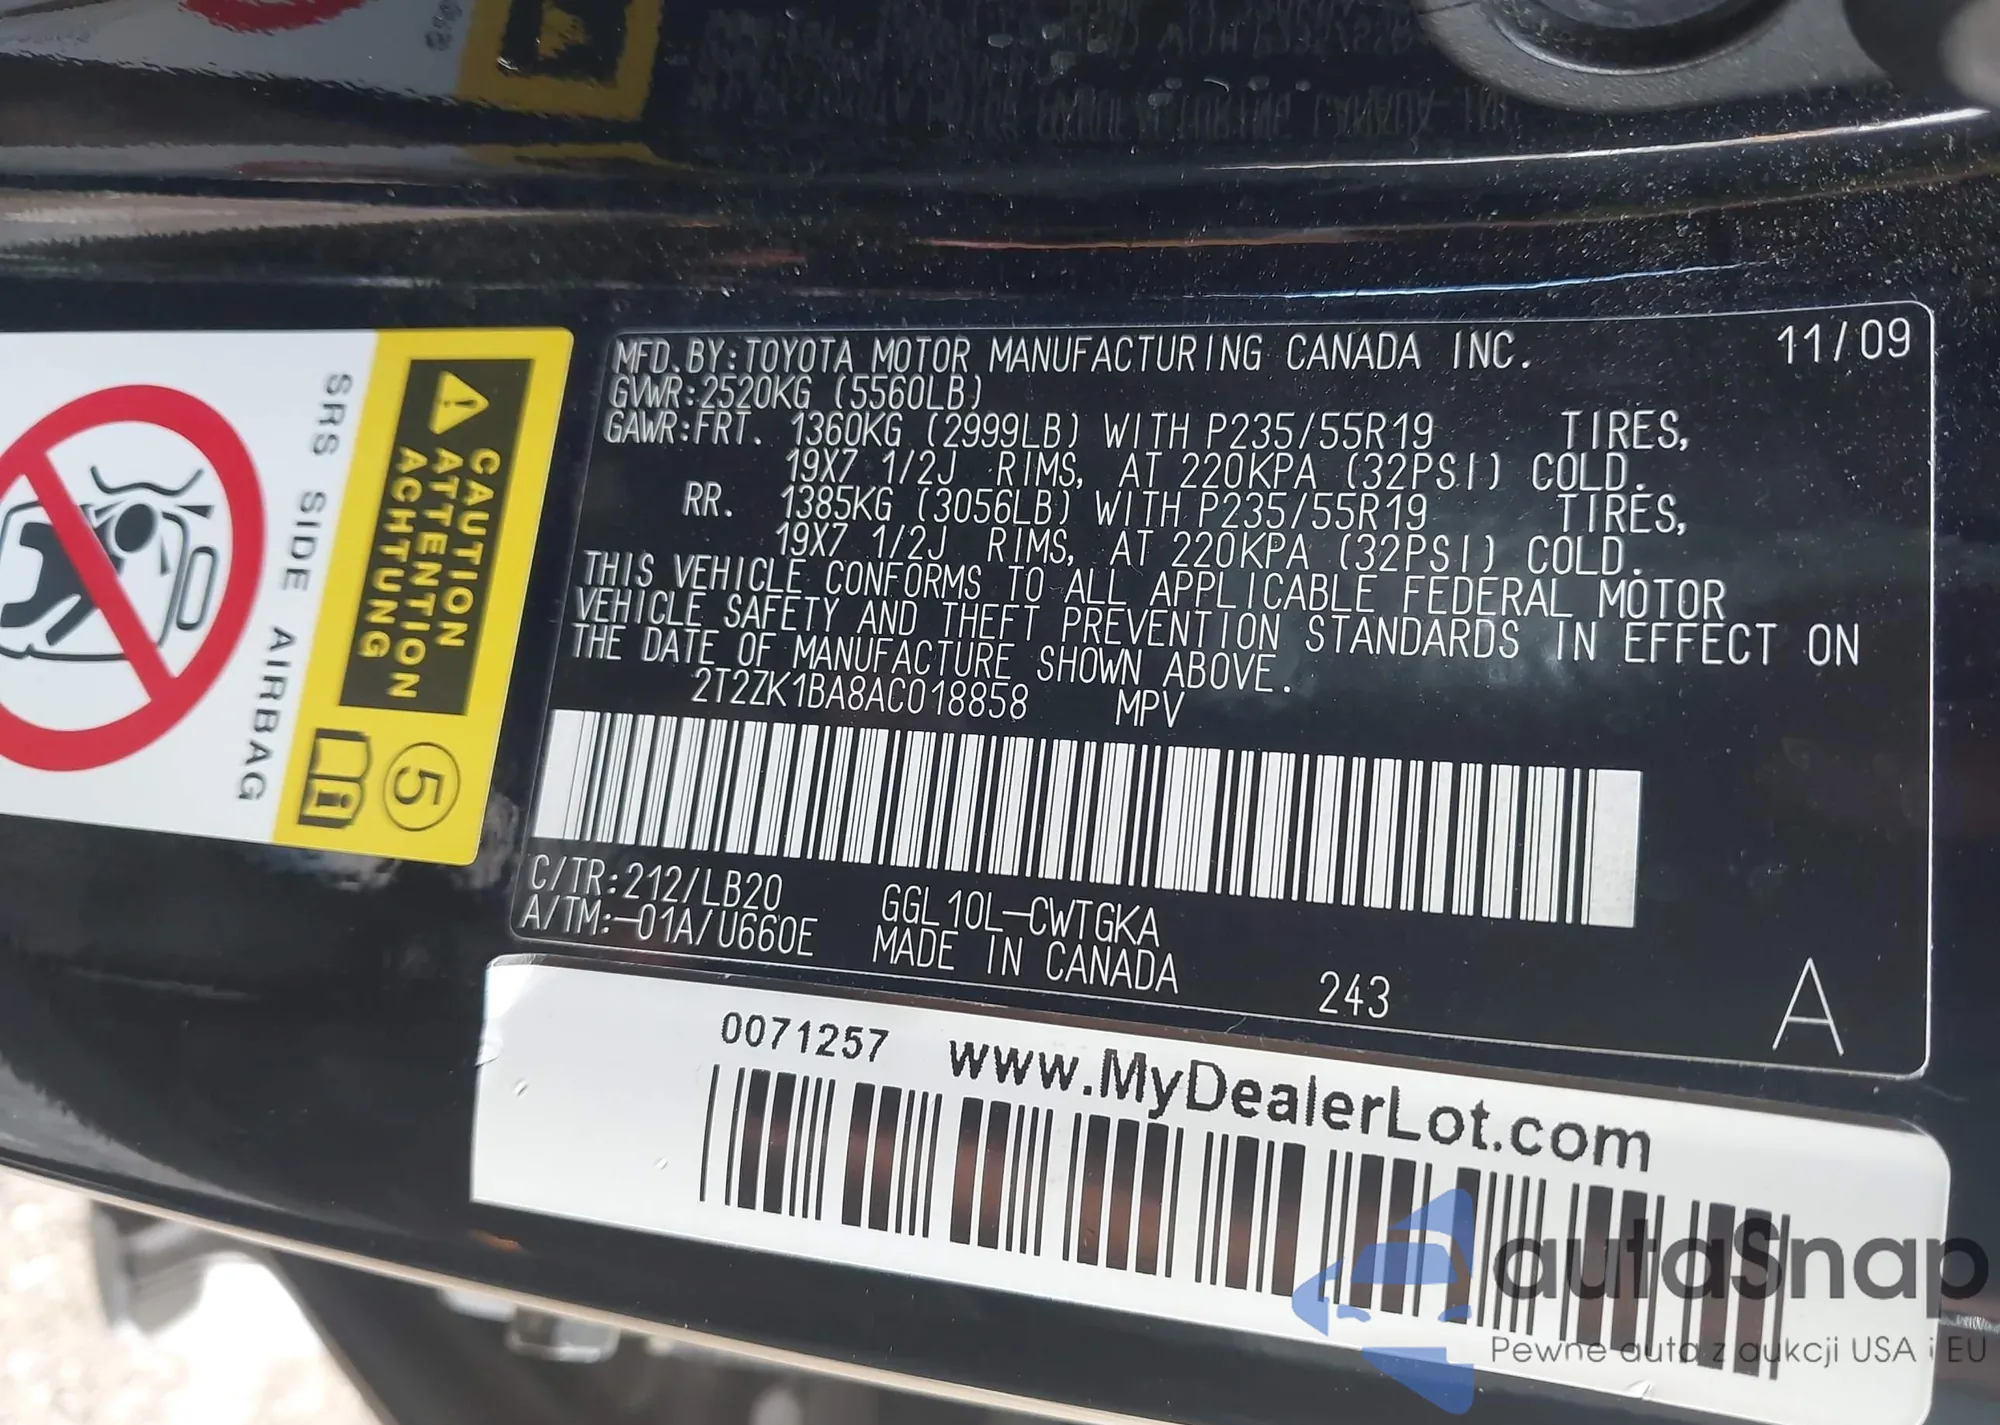 MFD.BY:TOYOTA MOTOR MANUFACTURING CANADA INC. 11/09
GVWR:2520KG (5560LB)
GAWR:FRT. 1360KG (2999LB) WITH P235/55R19 TIRES,
19X7 1/2J RIMS, AT 220KPA (32PSI) COLD.
RR. 1385KG (3056LB) WITH P235/55R19 TIRES,
19X7 1/2J RIMS, AT 220KPA (32PSI) COLD.
THIS VEHICLE CONFORMS TO ALL APPLICABLE FEDERAL MOTOR
VEHICLE SAFETY AND THEFT PREVENTION STANDARDS IN EFFECT ON
THE DATE OF MANUFACTURE SHOWN ABOVE.
2T2ZK1BA8AC018858 MPV
C/TR:212/LB20 GGL10L-CWTGKA
A/TM:-01A/U660E MADE IN CANADA 243 A
CAUTION
ATTENTION
ACHTUNG
5
SRS SIDE AIRBAG
0071257 www.MyDealerLot.com
autaSnap
Pewne auta z aukcji USA i EU